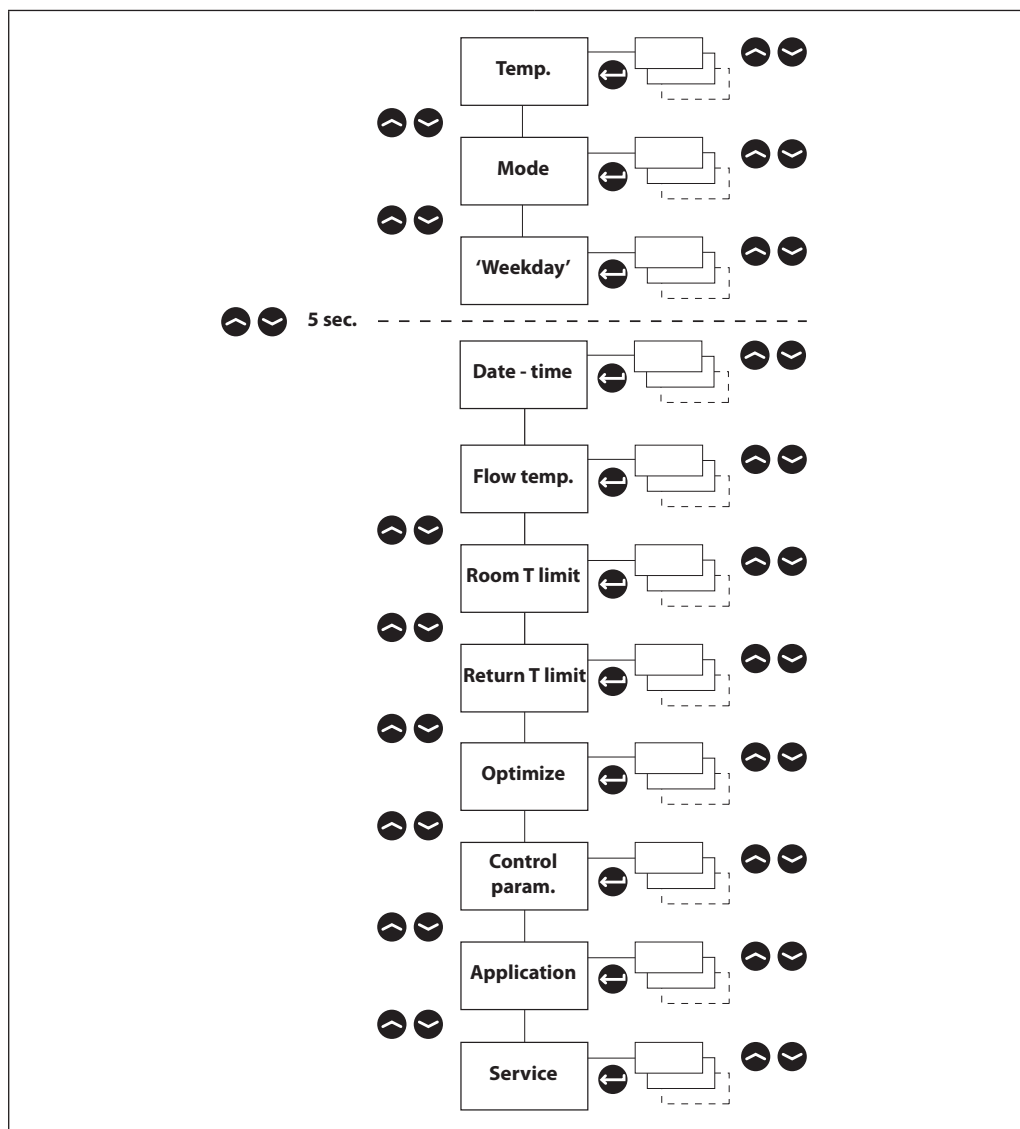 Temp.
Mode
‘Weekday’
5 sec.
Date - time
Flow temp.
Room T limit
Return T limit
Optimize
Control
param.
Application
Service